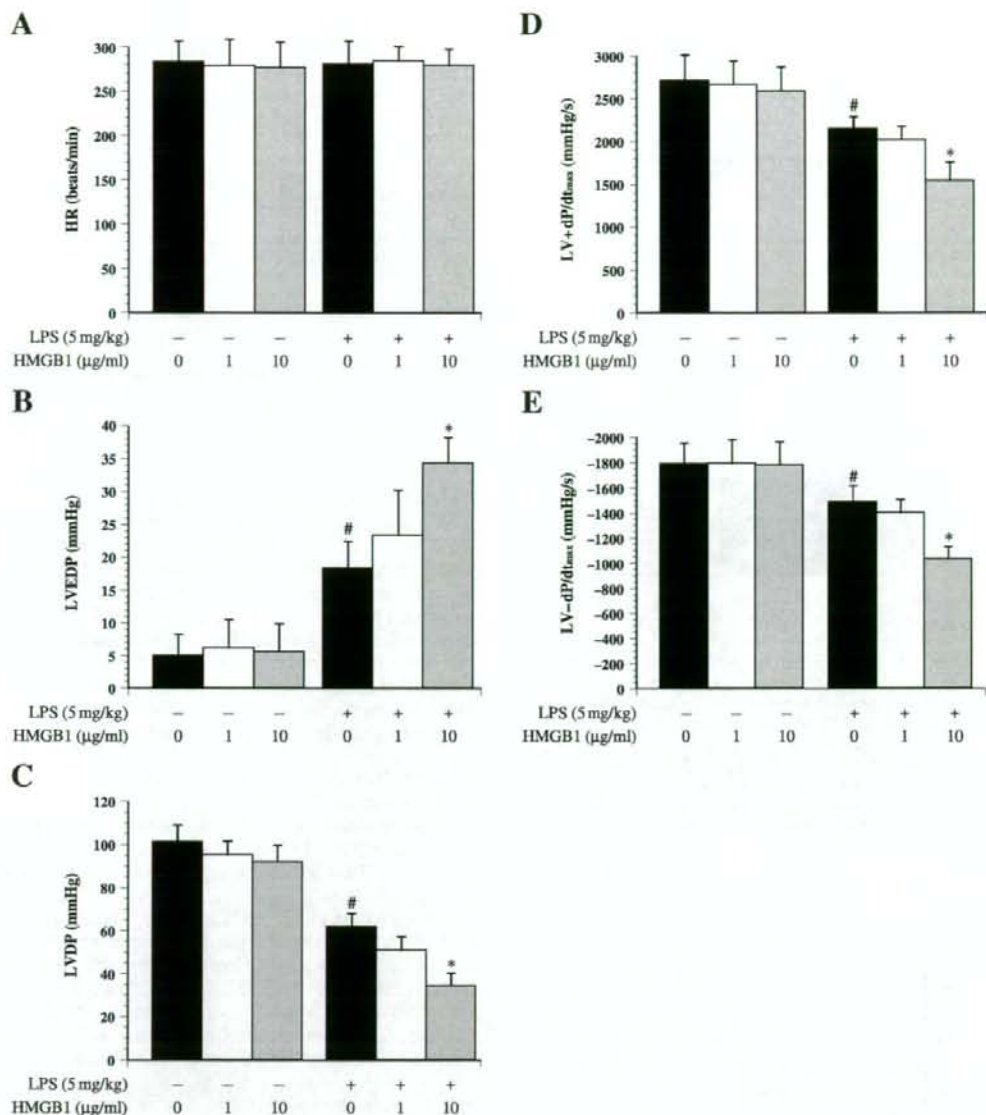 A
HR (beats/min)
300
250
200
150
100
50
0
LPS (5 mg/kg) − − − + + +
HMGB1 (μg/ml) 0 1 10 0 1 10
B
LVEDP (mmHg)
40
35
30
25
20
15
10
5
0
#
*
LPS (5 mg/kg) − − − + + +
HMGB1 (μg/ml) 0 1 10 0 1 10
C
LVDP (mmHg)
120
100
80
60
40
20
0
#
*
LPS (5 mg/kg) − − − + + +
HMGB1 (μg/ml) 0 1 10 0 1 10
D
LV+dP/dtmax (mmHg/s)
3000
2500
2000
1500
1000
500
0
#
*
LPS (5 mg/kg) − − − + + +
HMGB1 (μg/ml) 0 1 10 0 1 10
E
LV−dP/dtmax (mmHg/s)
−2000
−1800
−1600
−1400
−1200
−1000
−800
−600
−400
−200
0
#
*
LPS (5 mg/kg) − − − + + +
HMGB1 (μg/ml) 0 1 10 0 1 10